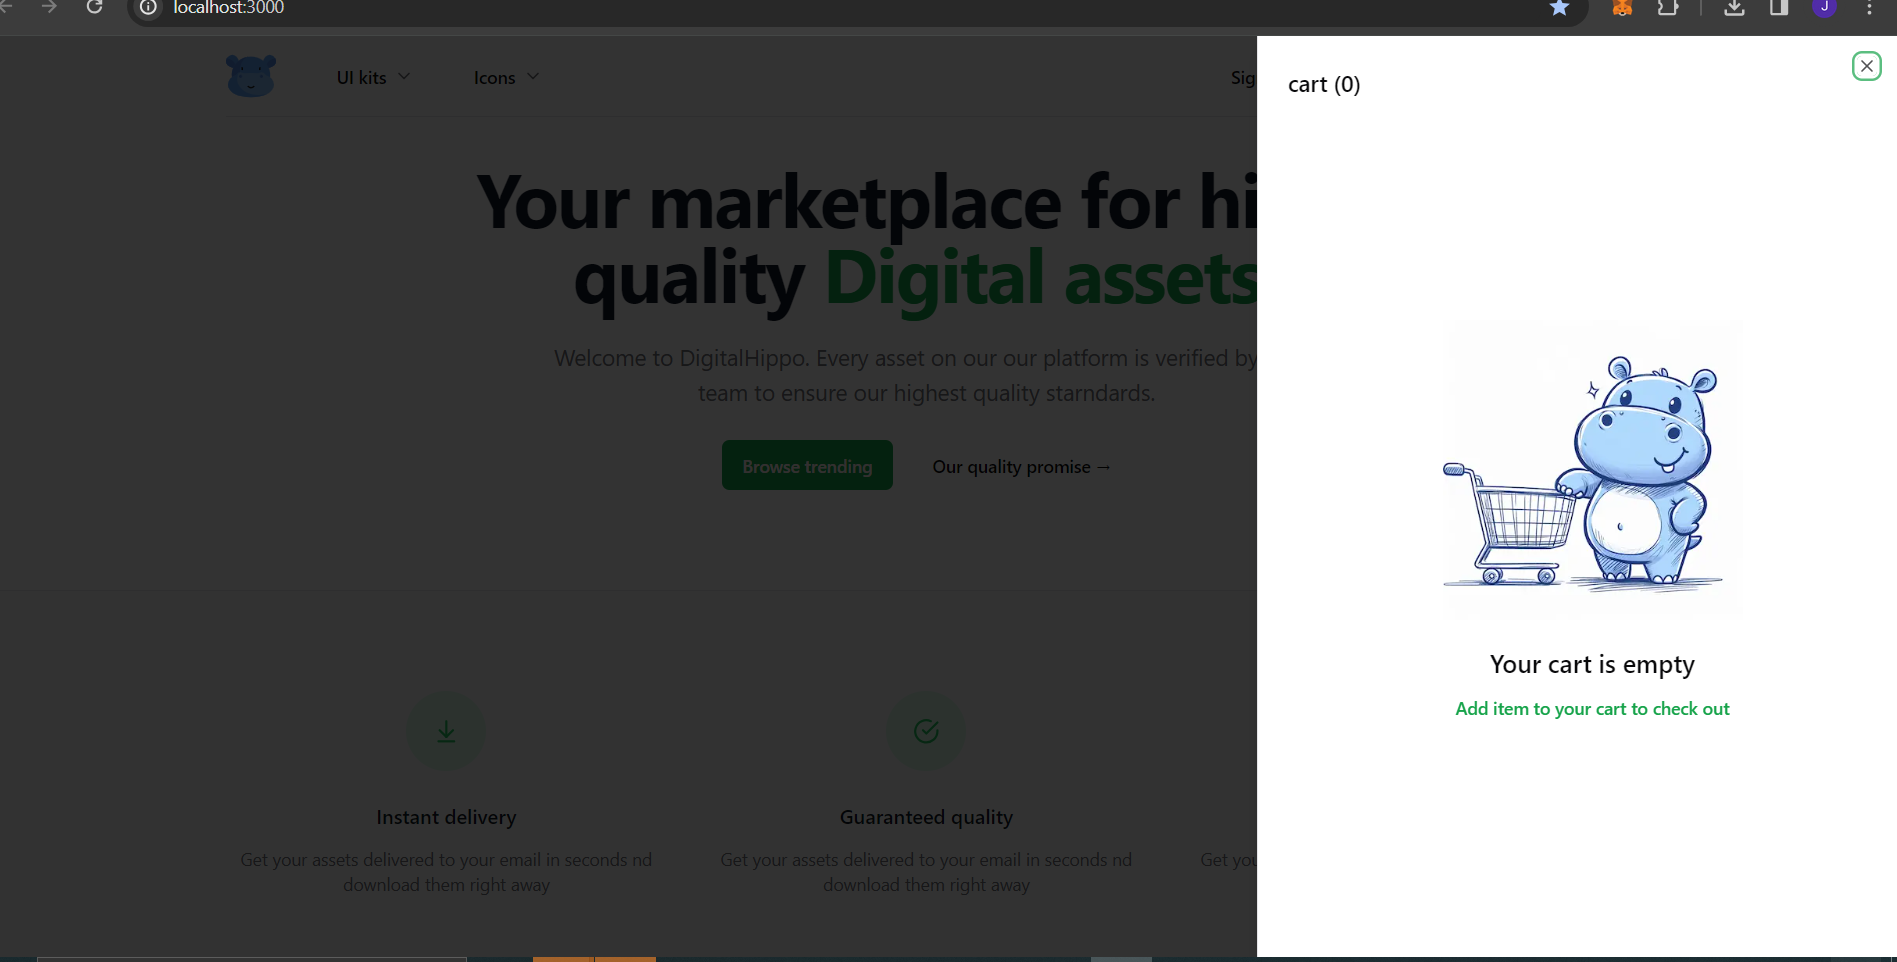 localhost:3000
J
UI kits
Icons
Sig
cart (0)
Your marketplace for hi
quality Digital assets
Welcome to DigitalHippo. Every asset on our our platform is verified by
team to ensure our highest quality starndards.
Browse trending
Our quality promise →
Your cart is empty
Add item to your cart to check out
Instant delivery
Guaranteed quality
Get your assets delivered to your email in seconds nd
download them right away
Get your assets delivered to your email in seconds nd
download them right away
Get you